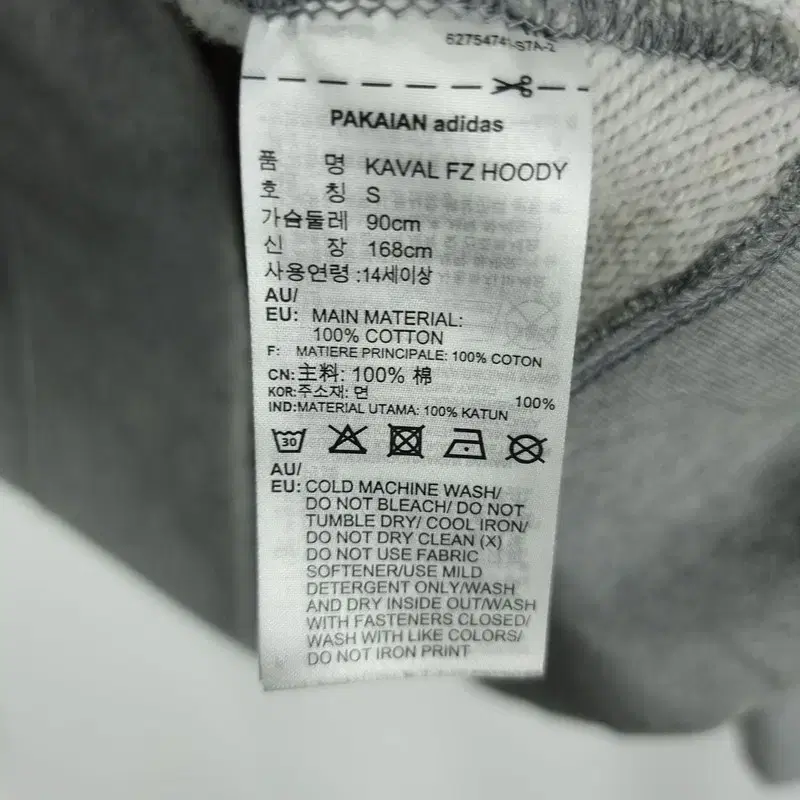 PAKAIAN adidas
품 명 KAVAL FZ HOODY
호 칭 S
가슴둘레 90cm
신 장 168cm
사용연령 :14세이상
AU/
EU: MAIN MATERIAL:
100% COTTON
F: MATIERE PRINCIPALE: 100% COTON
CN:主料: 100% 棉
KOR:주소재: 면 100%
IND:MATERIAL UTAMA: 100% KATUN
30
AU/
EU: COLD MACHINE WASH/
DO NOT BLEACH/ DO NOT
TUMBLE DRY/ COOL IRON/
DO NOT DRY CLEAN (X)
DO NOT USE FABRIC
SOFTENER/USE MILD
DETERGENT ONLY/WASH
AND DRY INSIDE OUT/WASH
WITH FASTENERS CLOSED/
WASH WITH LIKE COLORS/
DO NOT IRON PRINT